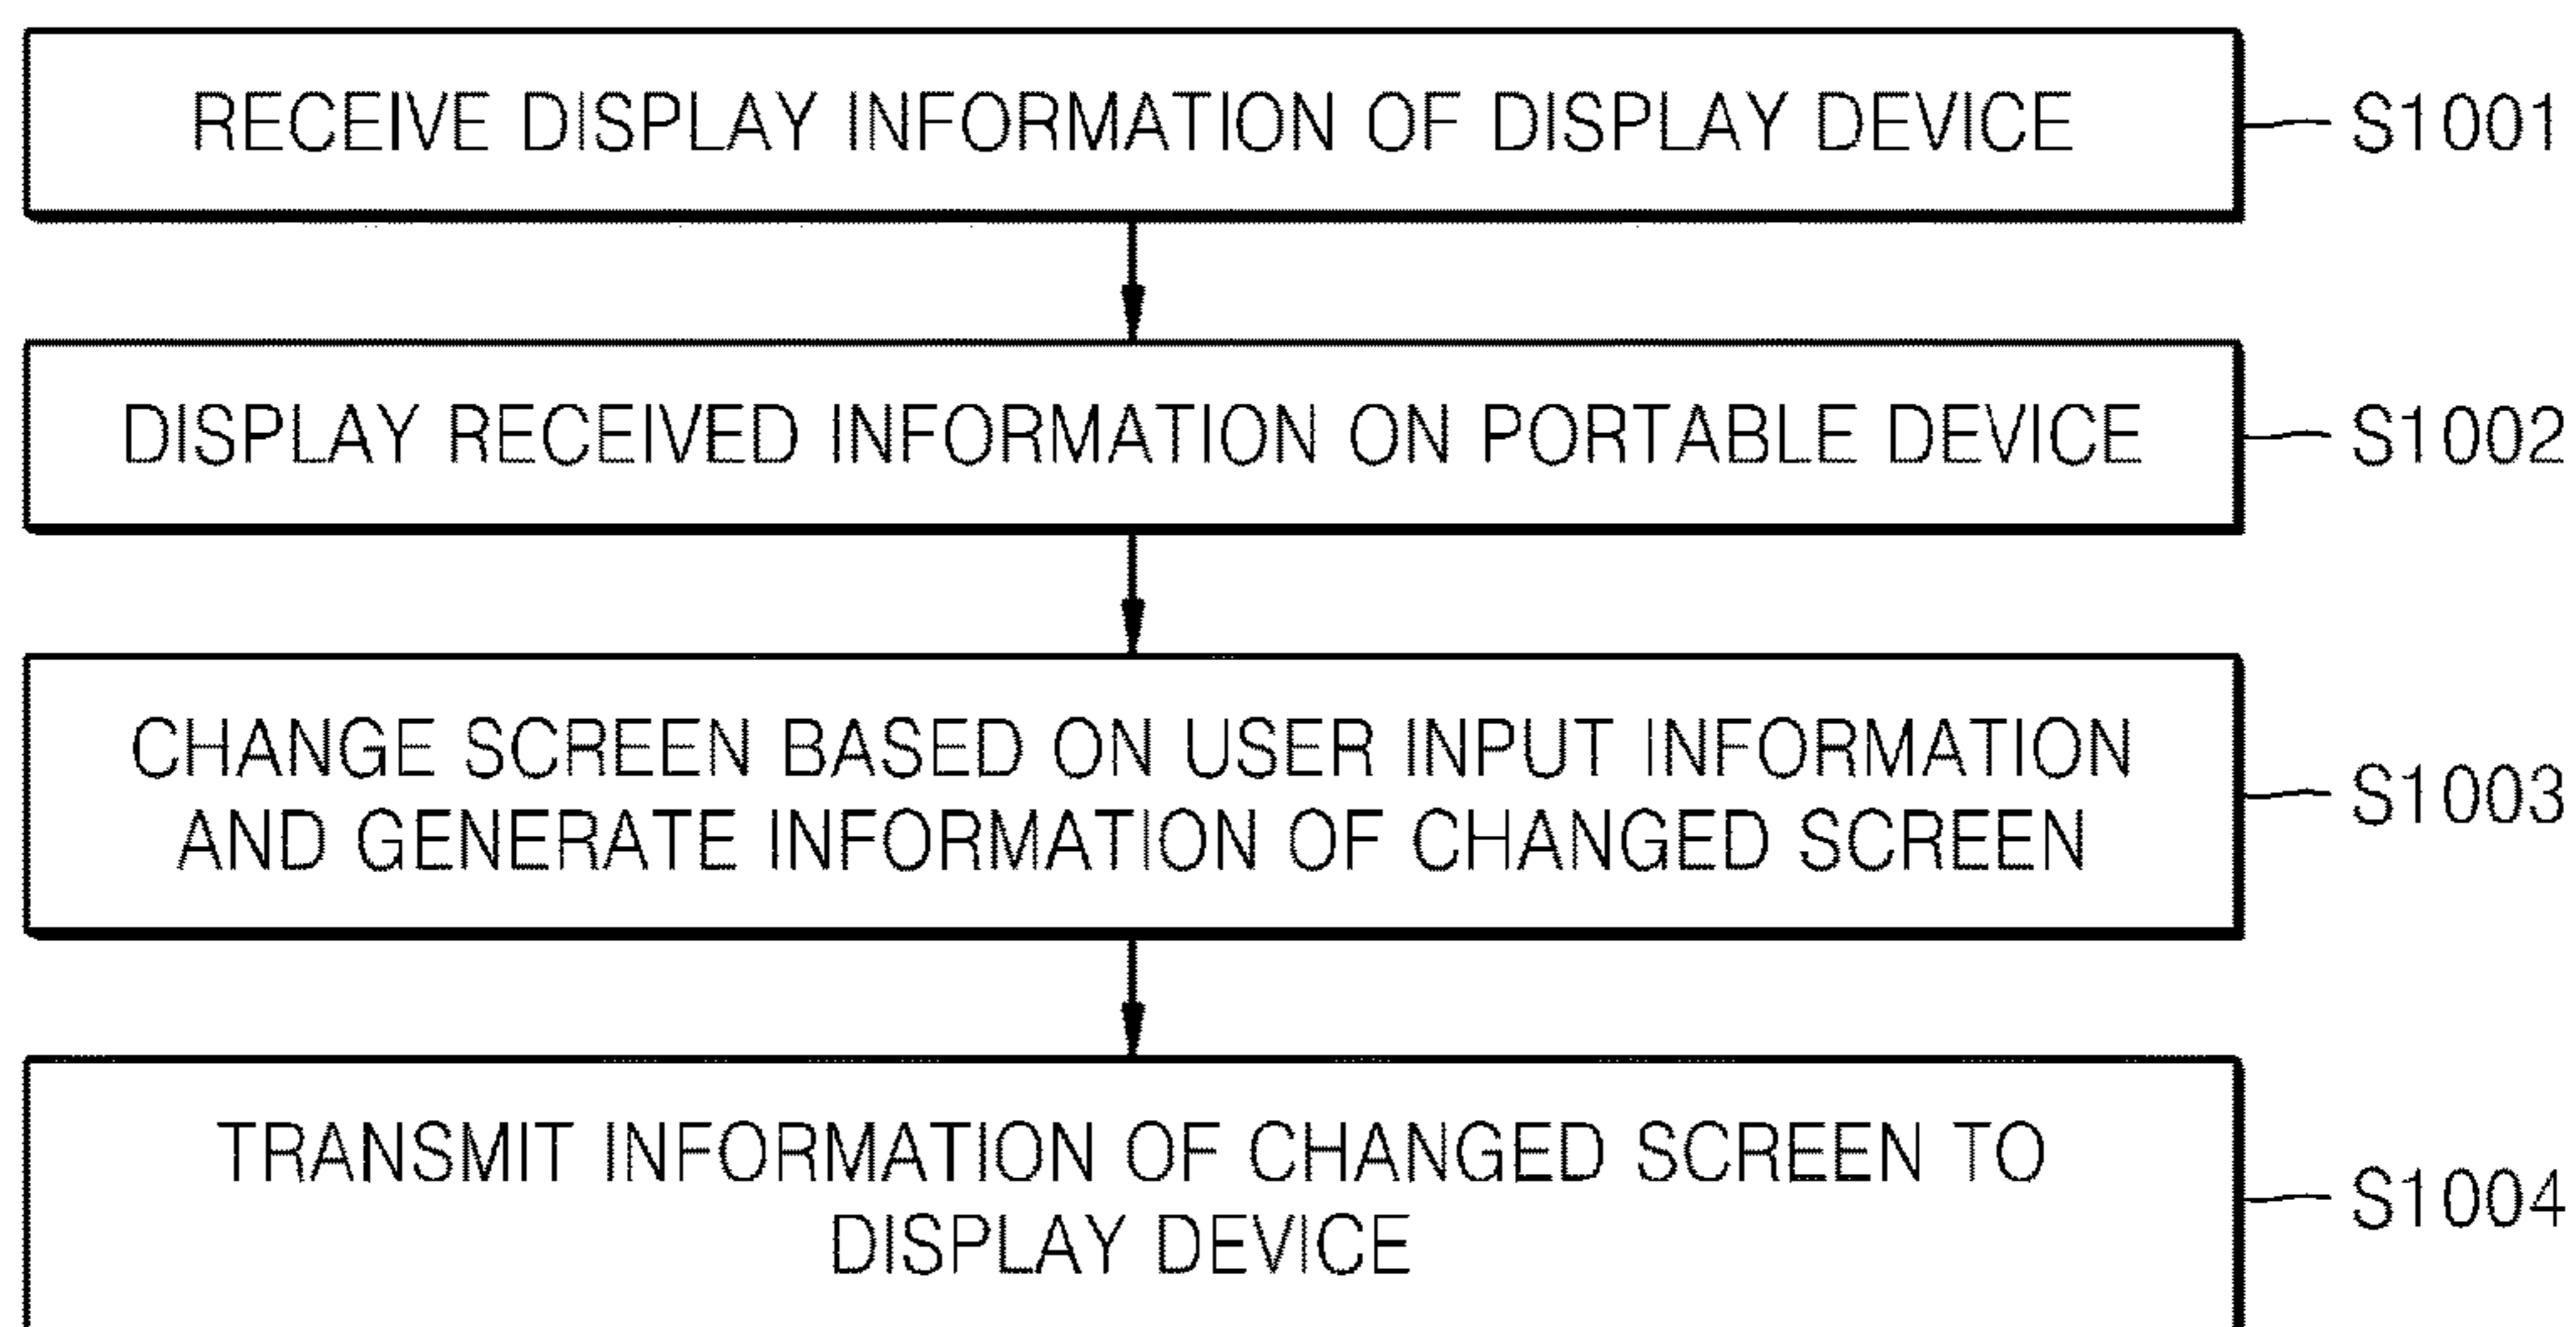 RECEIVE DISPLAY INFORMATION OF DISPLAY DEVICE
S1001
DISPLAY RECEIVED INFORMATION ON PORTABLE DEVICE
S1002
CHANGE SCREEN BASED ON USER INPUT INFORMATION
AND GENERATE INFORMATION OF CHANGED SCREEN
S1003
TRANSMIT INFORMATION OF CHANGED SCREEN TO
DISPLAY DEVICE
S1004